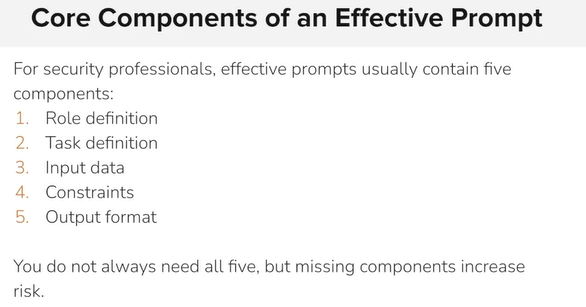 Core Components of an Effective Prompt
For security professionals, effective prompts usually contain five
components:
1. Role definition
2. Task definition
3. Input data
4. Constraints
5. Output format
You do not always need all five, but missing components increase
risk.